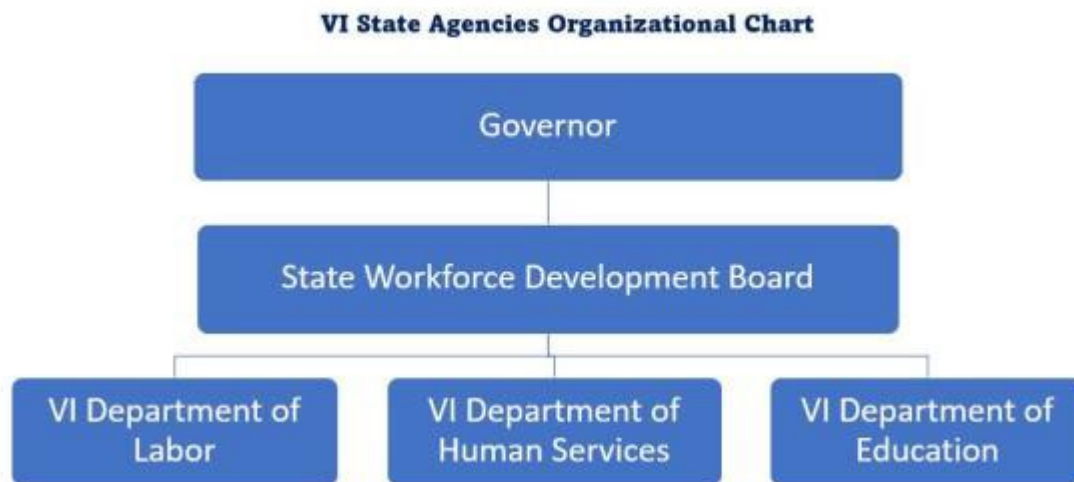 VI State Agencies Organizational Chart
Governor
State Workforce Development Board
VI Department of
Labor
VI Department of
Human Services
VI Department of
Education